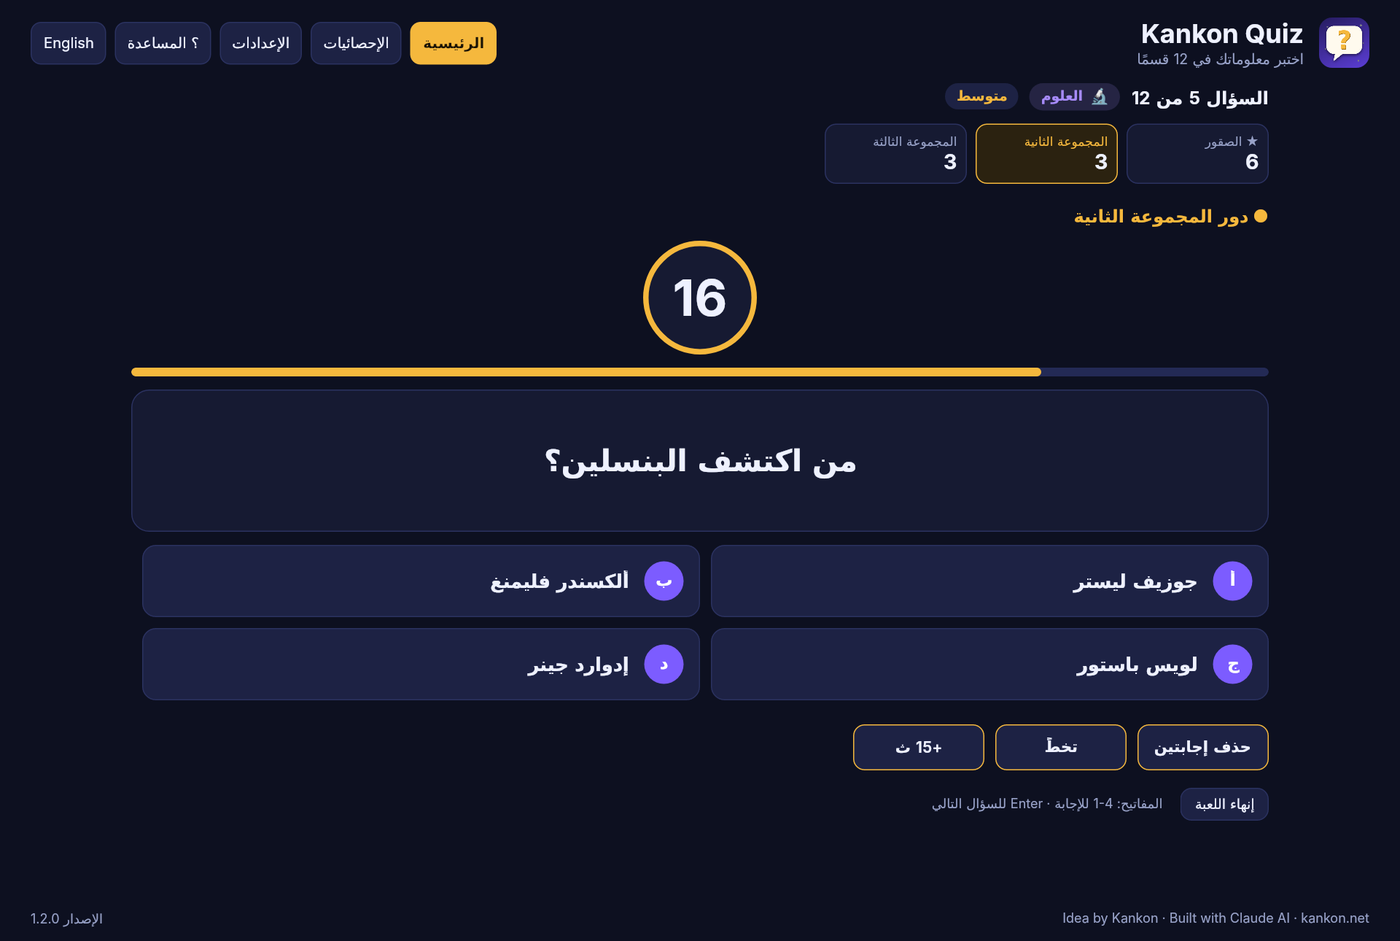 Kankon Quiz
اختبر معلوماتك في 12 قسمًا
الرئيسية
الإحصائيات
الإعدادات
؟ المساعدة
English
السؤال 5 من 12
العلوم
متوسط
★ الصقور
6
المجموعة الثانية
3
المجموعة الثالثة
3
دور المجموعة الثانية
16
من اكتشف البنسلين؟
أ جوزيف ليستر
ب ألكسندر فليمنغ
ج لويس باستور
د إدوارد جينر
حذف إجابتين
تخطّ
+15 ث
إنهاء اللعبة
المفاتيح: 1-4 للإجابة · Enter للسؤال التالي
Idea by Kankon · Built with Claude AI · kankon.net
الإصدار 1.2.0